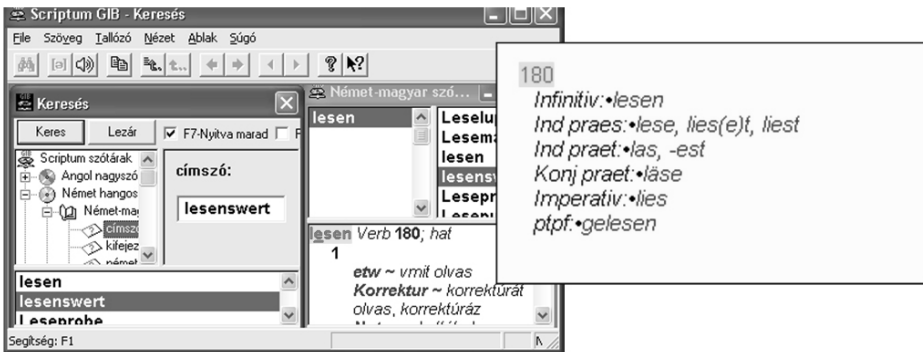 Scriptum GIB - Keresés
File Szöveg Tallózó Nézet Ablak Súgó
Keresés
Keres Lezár F7-Nyitva marad F
Scriptum szótárak
Angol nagyszó
Német hangos
Német-mag
címszó
kifejez
német
címszó:
lesenswert
lesen
lesenswert
Leseprobe
Német-magyar szó...
lesen
Leselu
Lesema
lesen
lesensw
Lesepr
lesen Verb 180; hat
1
etw ~ vmit olvas
Korrektur ~ korrektúrát
olvas, korrektúráz
Segítség: F1
N
180
Infinitiv:•lesen
Ind praes:•lese, lies(e)t, liest
Ind praet:•las, -est
Konj praet:•läse
Imperativ:•lies
ptpf:•gelesen